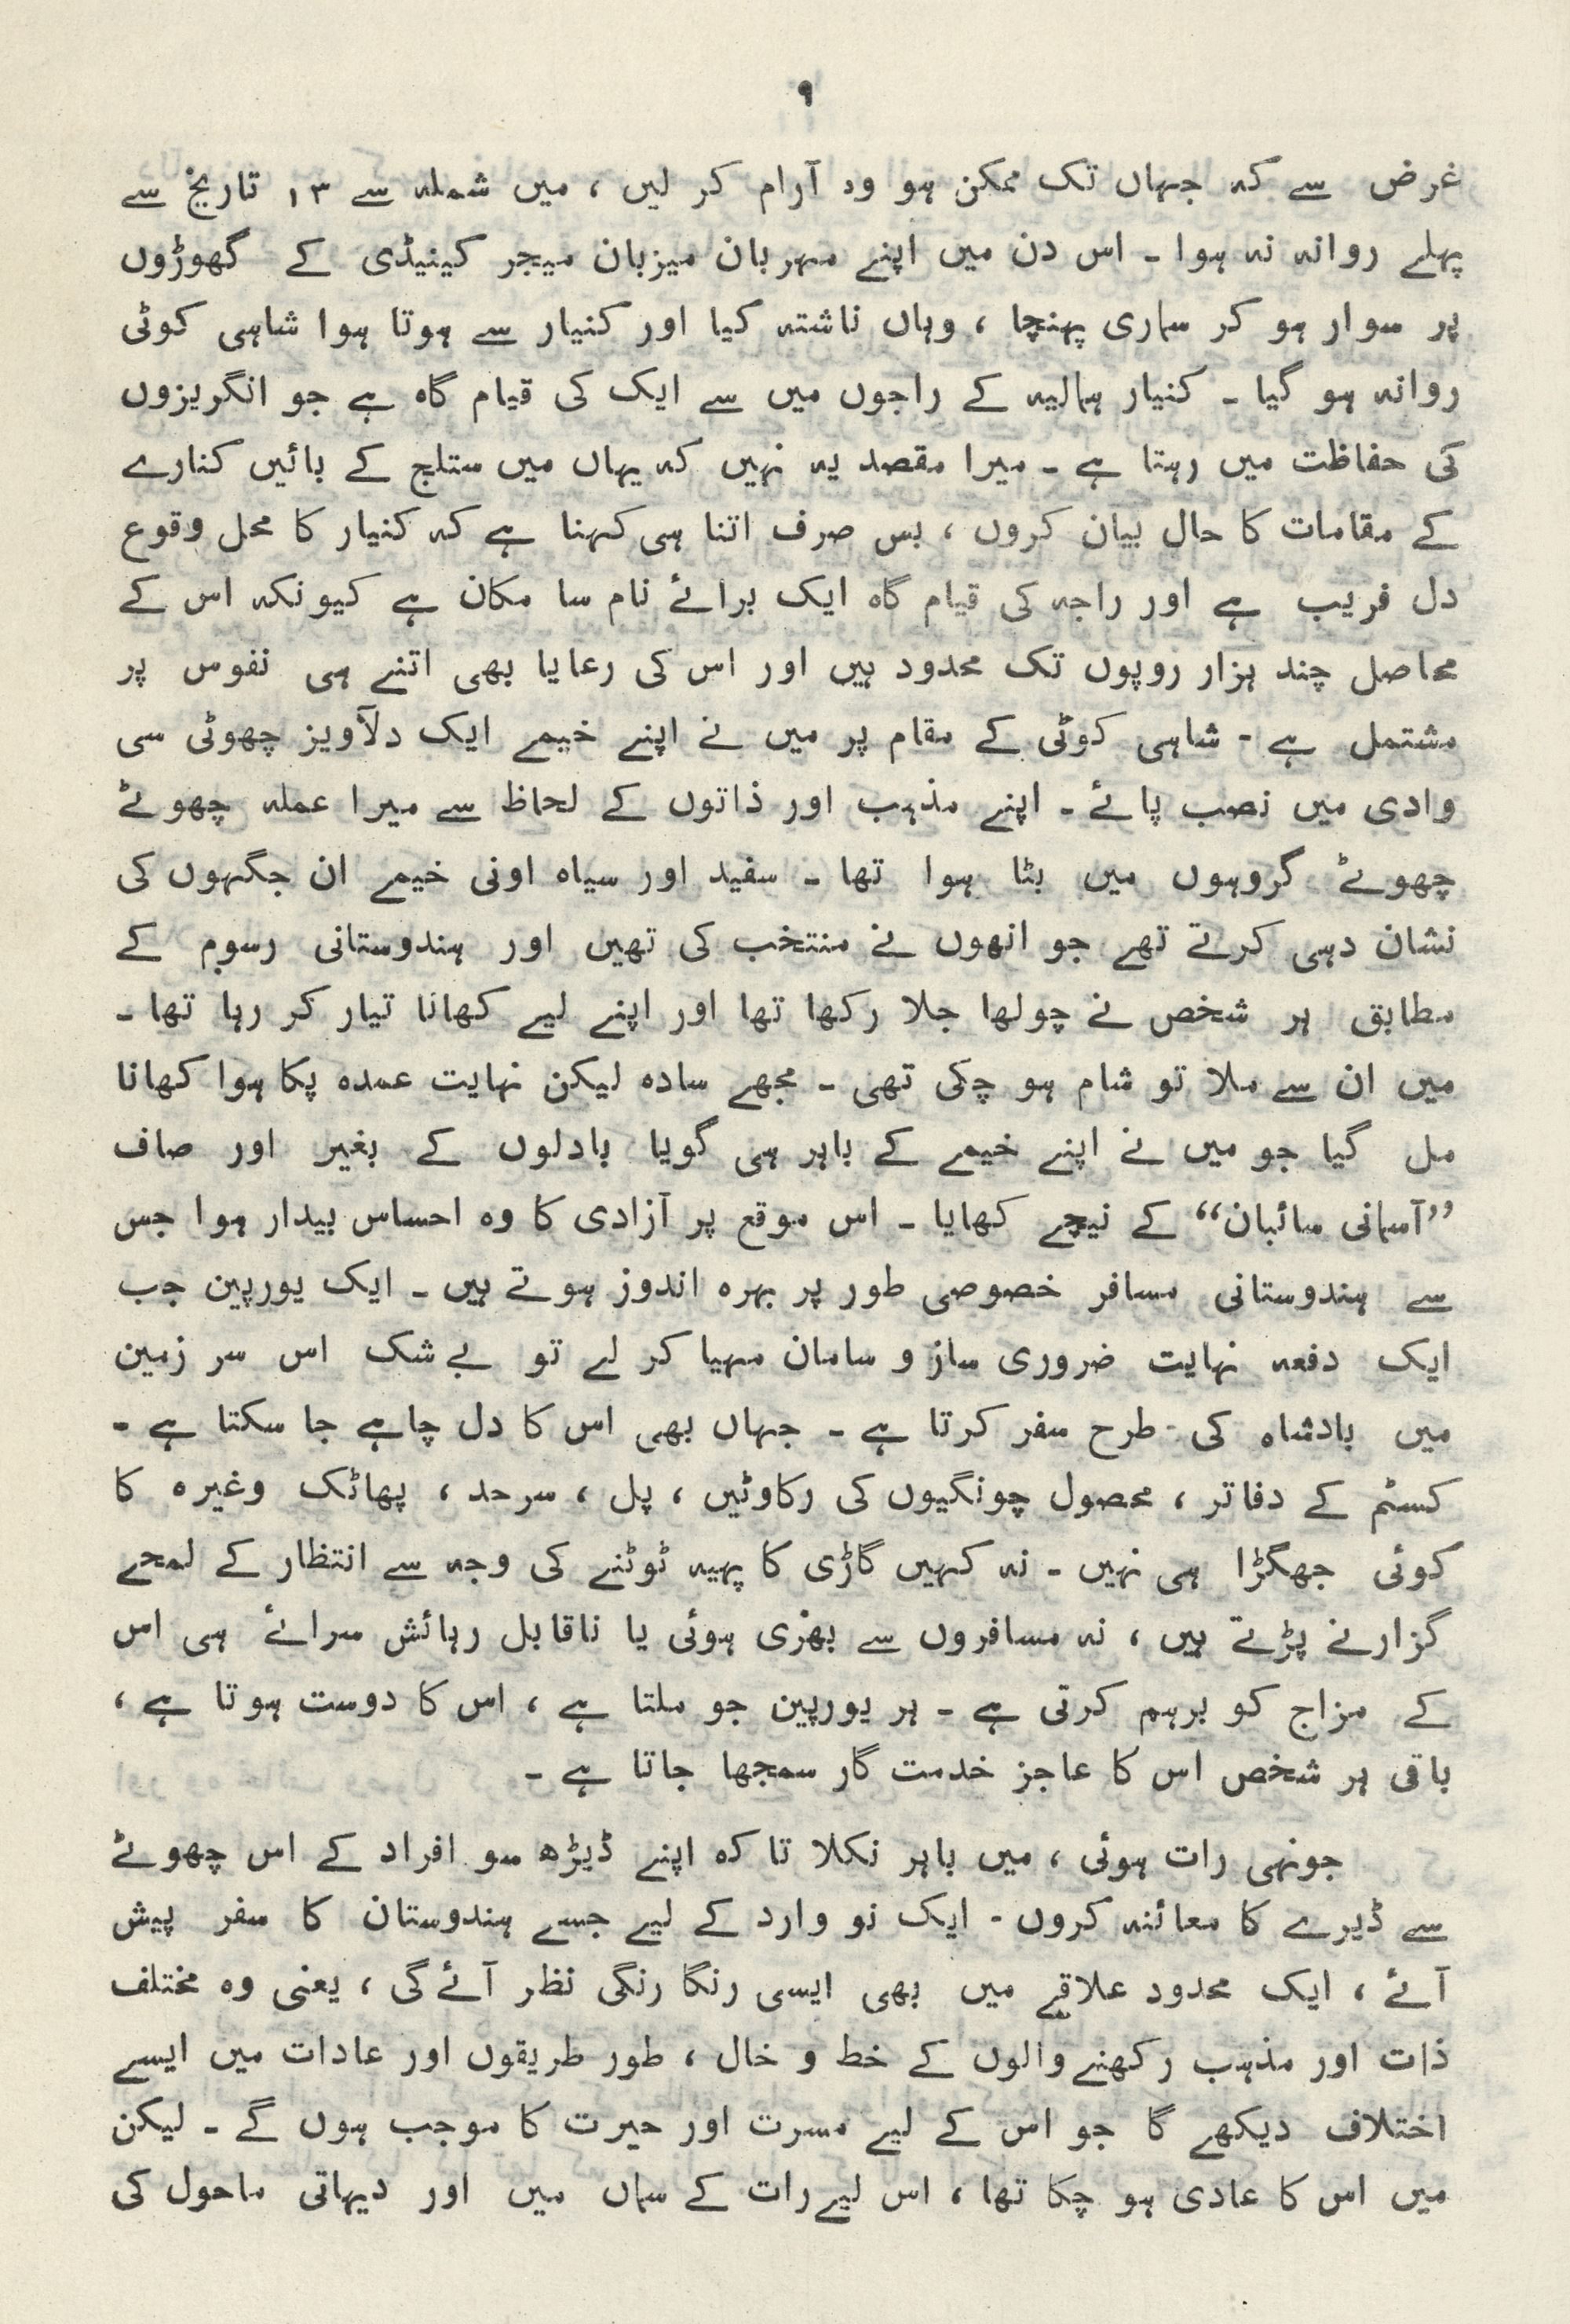 ۹
غرض سے کہ جہاں تک ممکن ہو وہ آرام کر لیں ، میں شملہ سے ۱۳ تاریخ سے
پہلے روانہ نہ ہوا ۔ اس دن میں اپنے مہربان میزبان میجر کینیڈی کے گھوڑوں
پر سوار ہو کر سہاری پہنچا ، وہاں ناشتہ کیا اور کنیار سے ہوتا ہوا شاہی کوٹی
روانہ ہو گیا ۔ کنیار ہمالیہ کے راجوں میں سے ایک کی قیام گاہ ہے جو انگریزوں
کی حفاظت میں رہتا ہے ۔ میرا مقصد یہ نہیں کہ یہاں میں ستلج کے بائیں کنارے
کے مقامات کا حال بیان کروں ، بس صرف اتنا ہی کہنا ہے کہ کنیار کا محل وقوع
دل فریب ہے اور راجہ کی قیام گاہ ایک برائے نام سا مکان ہے کیونکہ اس کے
محاصل چند ہزار روپوں تک محدود ہیں اور اس کی رعایا بھی اتنے ہی نفوس پر
مشتمل ہے ۔ شاہی کوٹی کے مقام پر میں نے اپنے خیمے ایک دلآویز چھوٹی سی
وادی میں نصب پائے ۔ اپنے مذہب اور ذاتوں کے لحاظ سے میرا عملہ چھوٹے
چھوٹے گروہوں میں بٹا ہوا تھا ۔ سفید اور سیاہ اونی خیمے ان جگہوں کی
نشان دہی کرتے تھے جو انھوں نے منتخب کی تھیں اور ہندوستانی رسوم کے
مطابق ہر شخص نے چولھا جلا رکھا تھا اور اپنے لیے کھانا تیار کر رہا تھا ۔
میں ان سے ملا تو شام ہو چکی تھی ۔ مجھے سادہ لیکن نہایت عمدہ پکا ہوا کھانا
مل گیا جو میں نے اپنے خیمے کے باہر ہی گویا بادلوں کے بغیر اور صاف
”آسمانی سائبان“ کے نیچے کھایا ۔ اس موقع پر آزادی کا وہ احساس بیدار ہوا جس
سے ہندوستانی مسافر خصوصی طور پر بہرہ اندوز ہوتے ہیں ۔ ایک یورپین جب
ایک دفعہ نہایت ضروری ساز و سامان مہیا کر لے تو بے شک اس سر زمین
میں بادشاہ کی طرح سفر کرتا ہے ۔ جہاں بھی اس کا دل چاہے جا سکتا ہے ۔
کسٹم کے دفاتر ، محصول چونگیوں کی رکاوٹیں ، پل ، سرحد ، پھاٹک وغیرہ کا
کوئی جھگڑا ہی نہیں ۔ نہ کہیں گاڑی کا پہیہ ٹوٹنے کی وجہ سے انتظار کے لمحے
گزارنے پڑتے ہیں ، نہ مسافروں سے بھری ہوئی یا ناقابل رہائش سرائے ہی اس
کے مزاج کو برہم کرتی ہے ۔ ہر یورپین جو ملتا ہے ، اس کا دوست ہوتا ہے ،
باقی ہر شخص اس کا عاجز خدمت گار سمجھا جاتا ہے ۔
جونہی رات ہوئی ، میں باہر نکلا تا کہ اپنے ڈیڑھ سو افراد کے اس چھوٹے
سے ڈیرے کا معائنہ کروں ۔ ایک نو وارد کے لیے جسے ہندوستان کا سفر پیش
آئے ، ایک محدود علاقے میں بھی ایسی رنگا رنگی نظر آئے گی ، یعنی وہ مختلف
ذات اور مذہب رکھنے والوں کے خط و خال ، طور طریقوں اور عادات میں ایسے
اختلاف دیکھے گا جو اس کے لیے مسرت اور حیرت کا موجب ہوں گے ۔ لیکن
میں اس کا عادی ہو چکا تھا ، اس لیے رات کے سماں میں اور دیہاتی ماحول کی